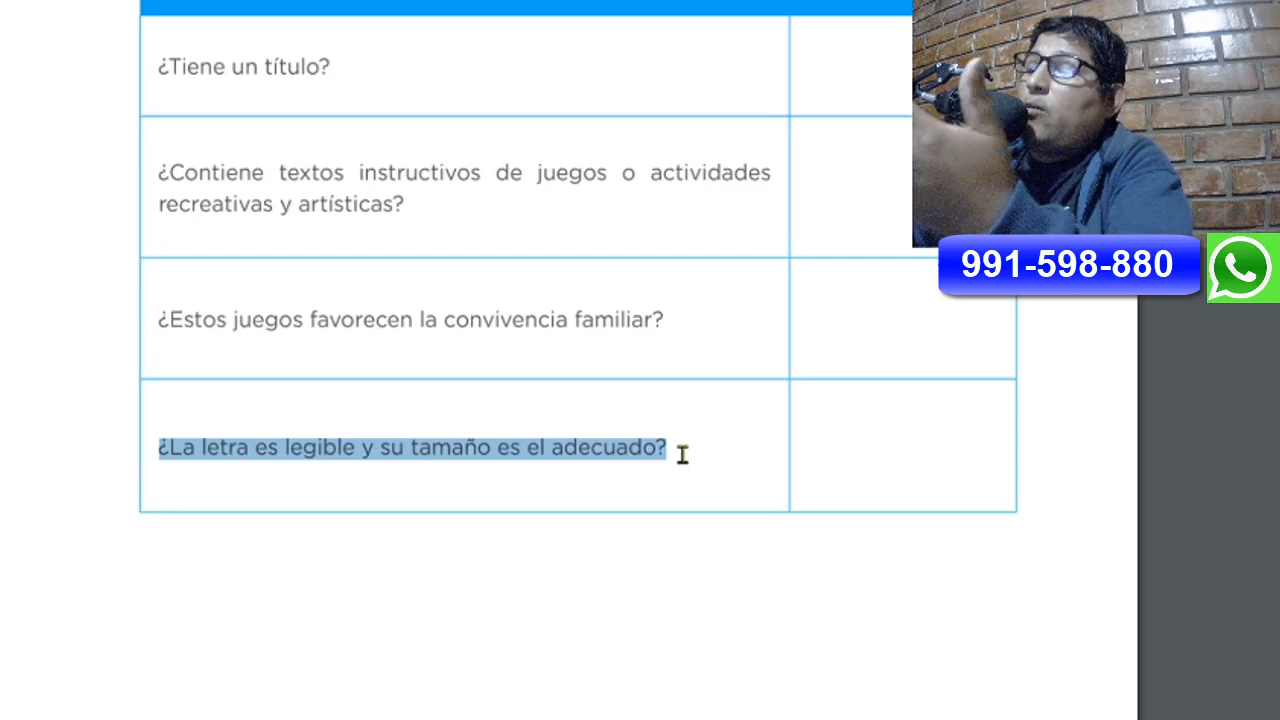 ¿Tiene un título?
¿Contiene textos instructivos de juegos o actividades
recreativas y artísticas?
991-598-880
¿Estos juegos favorecen la convivencia familiar?
¿La letra es legible y su tamaño es el adecuado?